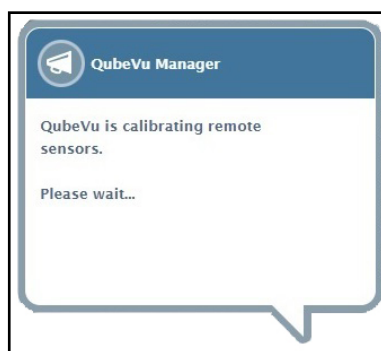 QubeVu Manager
QubeVu is calibrating remote
sensors.
Please wait...